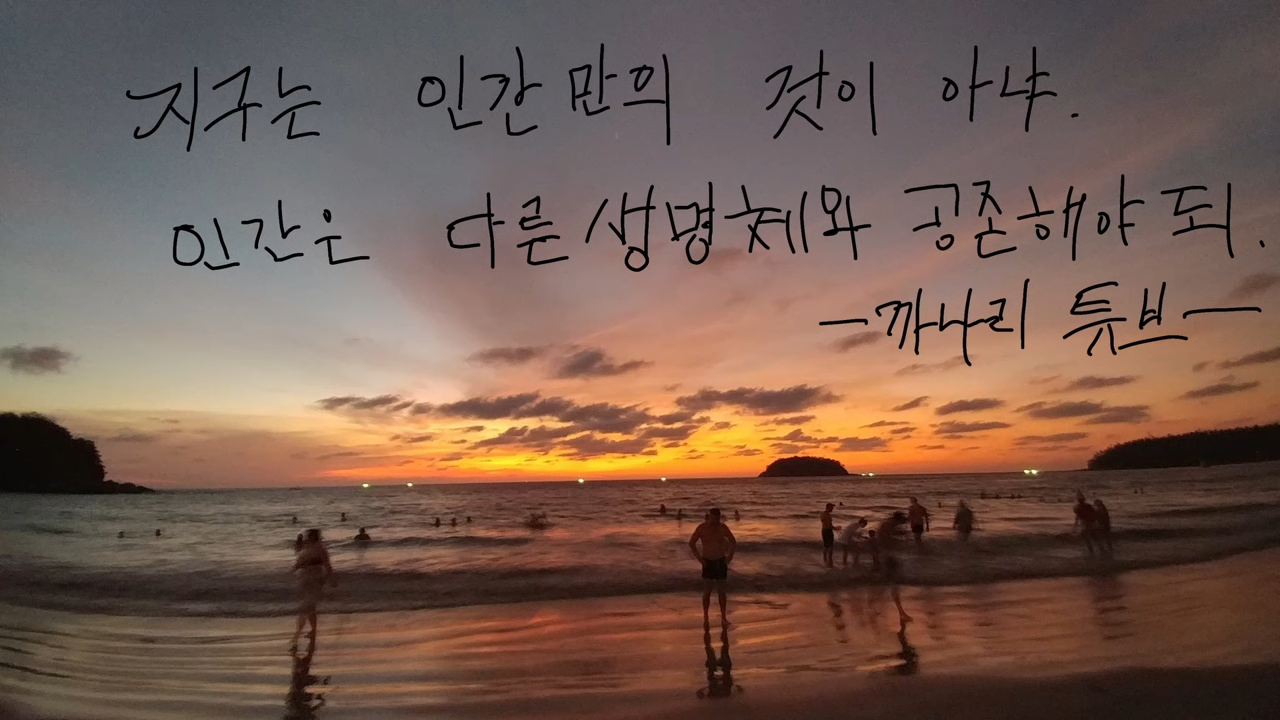 지구는 인간만의 것이 아냐.
인간은 다른 생명체와 공존해야 되.
-까나리 튜브-